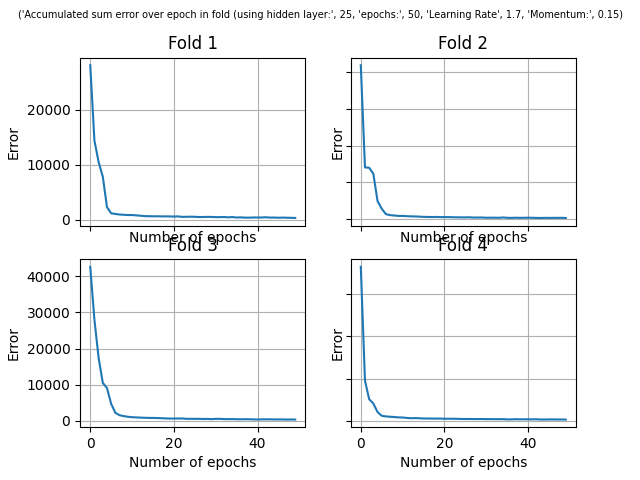 ('Accumulated sum error over epoch in fold (using hidden layer:', 25, 'epochs:', 50, 'Learning Rate', 1.7, 'Momentum:', 0.15)
Fold 1
Fold 2
20000
10000
0
Error
Error
Number of epochs
Number of epochs
Fold 3
Fold 4
40000
30000
20000
10000
0
Error
Error
0 20 40
0 20 40
Number of epochs
Number of epochs